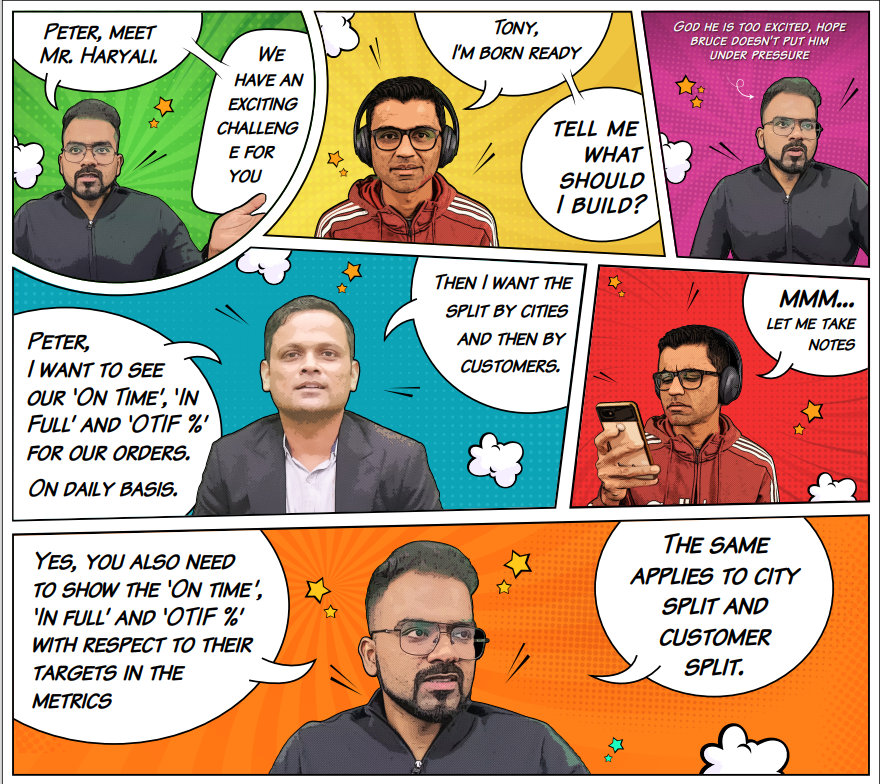 PETER, MEET
MR. HARYALI.
WE
HAVE AN
EXCITING
CHALLENG
E FOR
YOU
TONY,
I'M BORN READY
TELL ME
WHAT
SHOULD
I BUILD?
GOD HE IS TOO EXCITED, HOPE
BRUCE DOESN'T PUT HIM
UNDER PRESSURE
PETER,
I WANT TO SEE
OUR 'ON TIME', 'IN
FULL' AND 'OTIF %'
FOR OUR ORDERS.
ON DAILY BASIS.
THEN I WANT THE
SPLIT BY CITIES
AND THEN BY
CUSTOMERS.
MMM...
LET ME TAKE
NOTES
YES, YOU ALSO NEED
TO SHOW THE 'ON TIME',
'IN FULL' AND 'OTIF %'
WITH RESPECT TO THEIR
TARGETS IN THE
METRICS
THE SAME
APPLIES TO CITY
SPLIT AND
CUSTOMER
SPLIT.